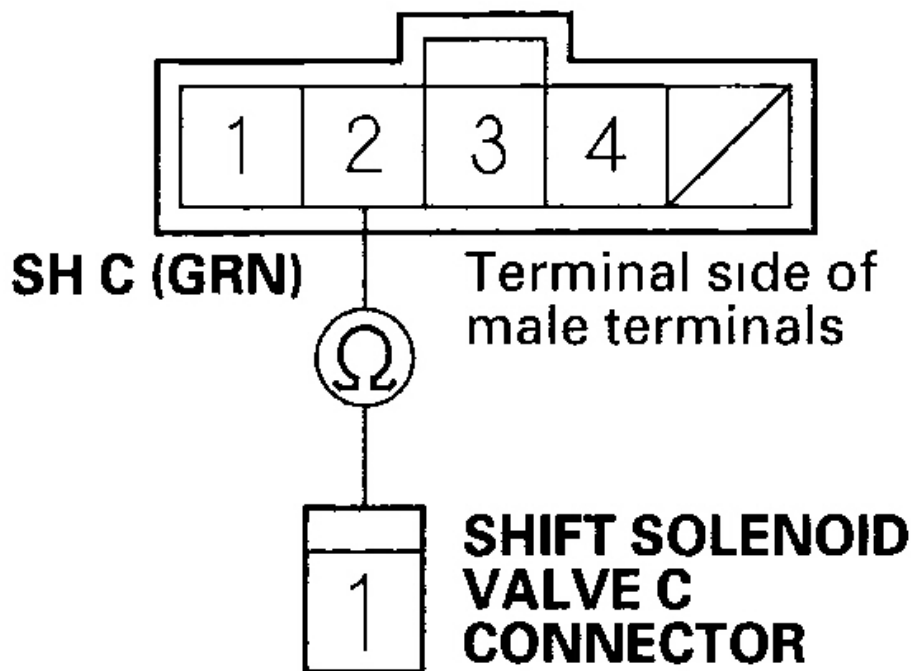 1 2 3 4
SH C (GRN)
Terminal side of
male terminals
Ω
SHIFT SOLENOID
VALVE C
CONNECTOR
1